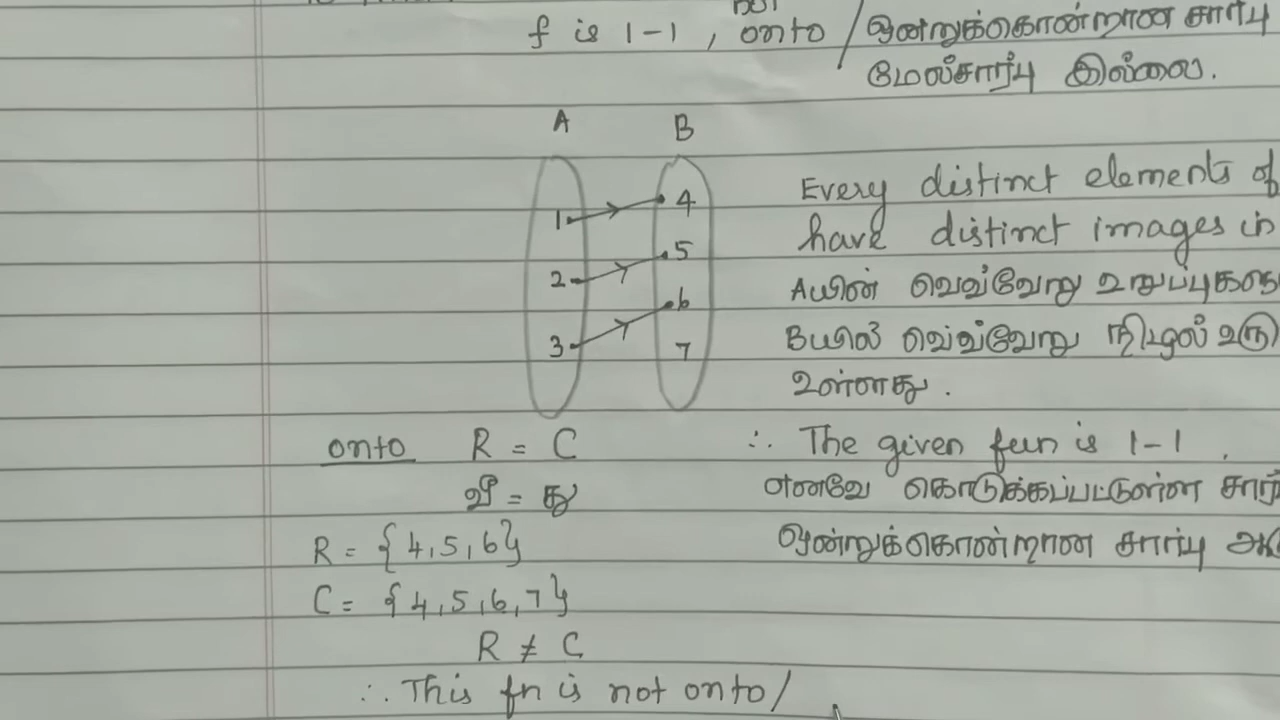 not
f is 1-1, onto / ஒன்றுக்கொன்றான சார்பு
மேல்சார்பு இல்லை.
A B
1 4
2 5
3 6
7
Every distinct elements of
have distinct images in
Aயின் வெவ்வேறு உறுப்புகளு
Bயில் வெவ்வேறு நிழல் உரு
உள்ளது.
onto R = C
வீ = து
R = {4,5,6}
C = {4,5,6,7}
R ≠ C
∴ This fn is not onto/
∴ The given fun is 1-1.
எனவே கொடுக்கப்பட்டுள்ள சார்
ஒன்றுக்கொன்றான சார்பு